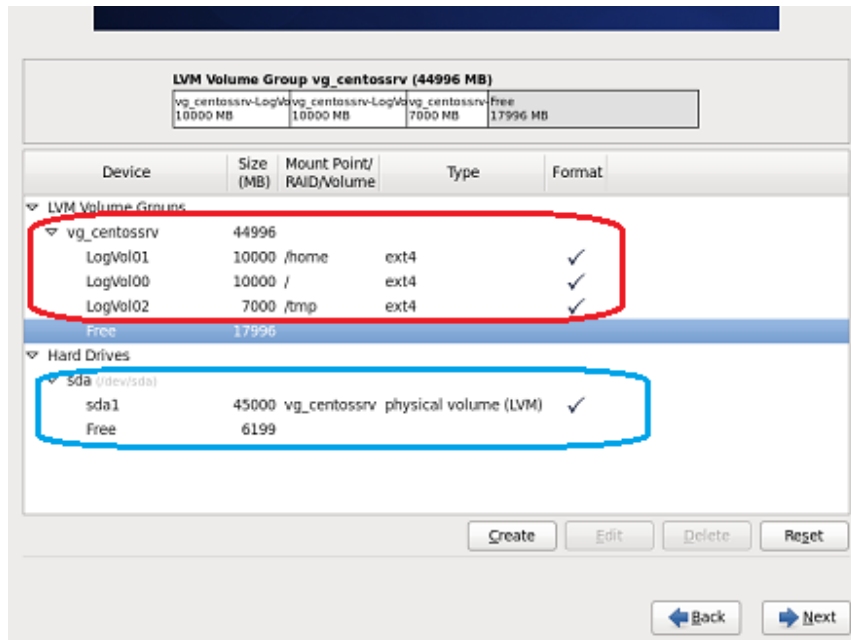 LVM Volume Group vg_centossrv (44996 MB)
vg_centossrv-LogVo vg_centossrv-LogVo vg_centossrv- Free
10000 MB 10000 MB 7000 MB 17996 MB
Device Size (MB) Mount Point/ RAID/Volume Type Format
LVM Volume Groups
vg_centossrv 44996
LogVol01 10000 /home ext4
LogVol00 10000 / ext4
LogVol02 7000 /tmp ext4
Free 17996
Hard Drives
sda (/dev/sda)
sda1 45000 vg_centossrv physical volume (LVM)
Free 6199
Create Edit Delete Reset
Back Next